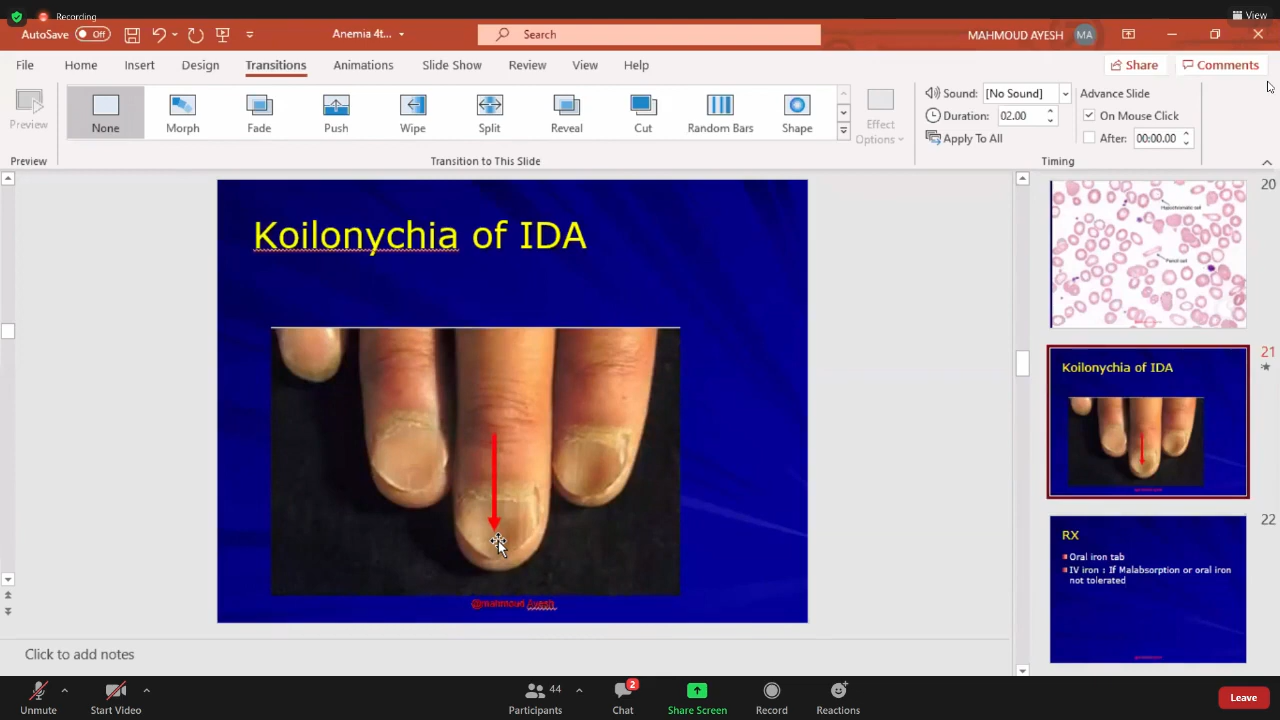 Recording
View
AutoSave Off
Anemia 4t...
Search
MAHMOUD AYESH MA
File Home Insert Design Transitions Animations Slide Show Review View Help
Share Comments
Preview
None Morph Fade Push Wipe Split Reveal Cut Random Bars Shape
Effect
Options
Sound: [No Sound]
Duration: 02.00
Apply To All
Advance Slide
On Mouse Click
After: 00:00.00
Preview
Transition to This Slide
Timing
Koilonychia of IDA
@mahmoud Ayesh
Click to add notes
20
Pencil cell
21
Koilonychia of IDA
22
RX
Oral iron tab
IV iron : If Malabsorption or oral iron
not tolerated
Unmute
Start Video
44
Participants
2
Chat
Share Screen
Record
Reactions
Leave